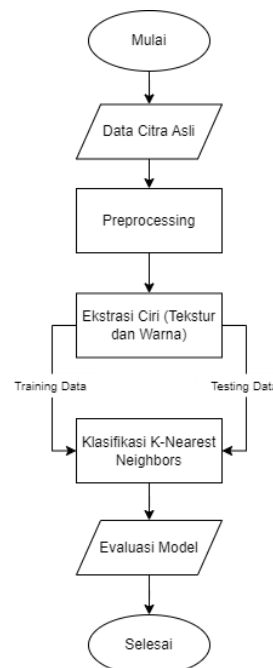 Mulai
Data Citra Asli
Preprocessing
Ekstrasi Ciri (Tekstur
dan Warna)
Training Data
Testing Data
Klasifikasi K-Nearest
Neighbors
Evaluasi Model
Selesai